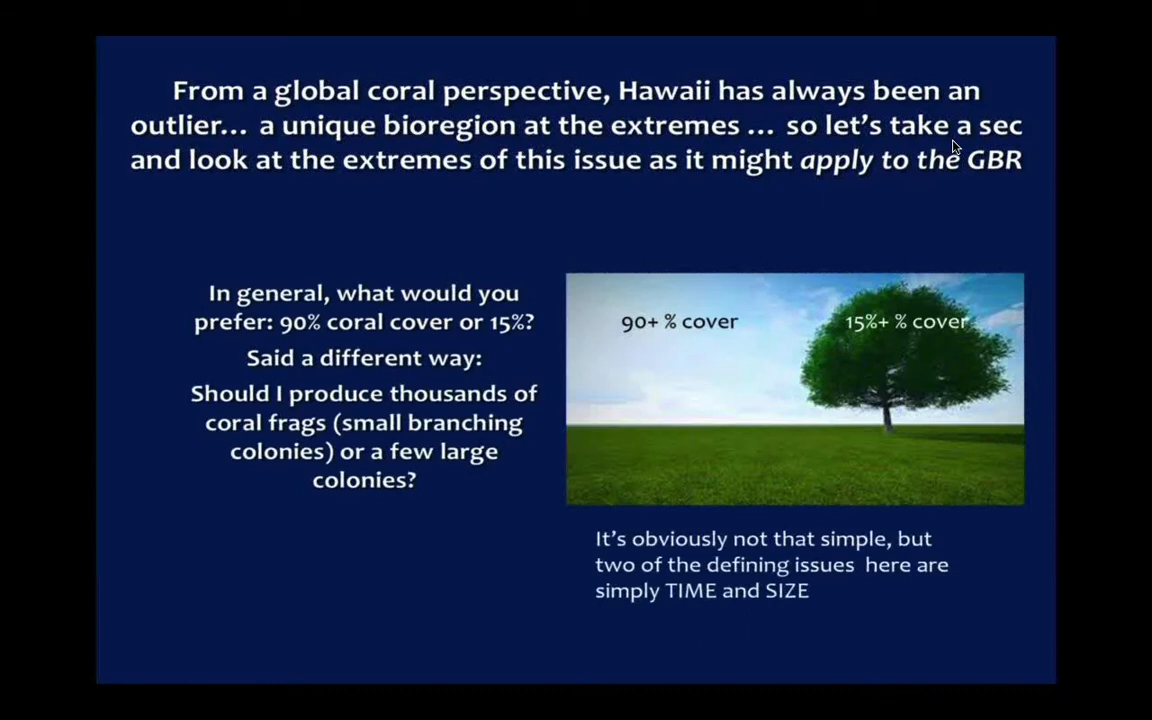 From a global coral perspective, Hawaii has always been an
outlier... a unique bioregion at the extremes ... so let's take a sec
and look at the extremes of this issue as it might apply to the GBR
In general, what would you
prefer: 90% coral cover or 15%?
Said a different way:
Should I produce thousands of
coral frags (small branching
colonies) or a few large
colonies?
90+ % cover
15%+ % cover
It's obviously not that simple, but
two of the defining issues  here are
simply TIME and SIZE